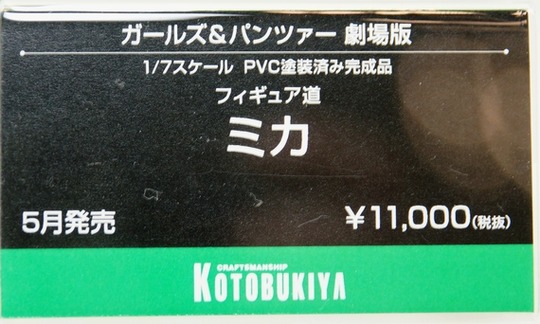 ガールズ&パンツァー 劇場版
1/7スケール PVC塗装済み完成品
フィギュア道
ミカ
5月発売
¥11,000(税抜)
CRAFTSMANSHIP
KOTOBUKIYA